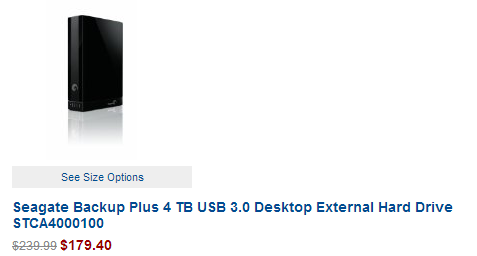 See Size Options
Seagate Backup Plus 4 TB USB 3.0 Desktop External Hard Drive
STCA4000100
$239.99 $179.40